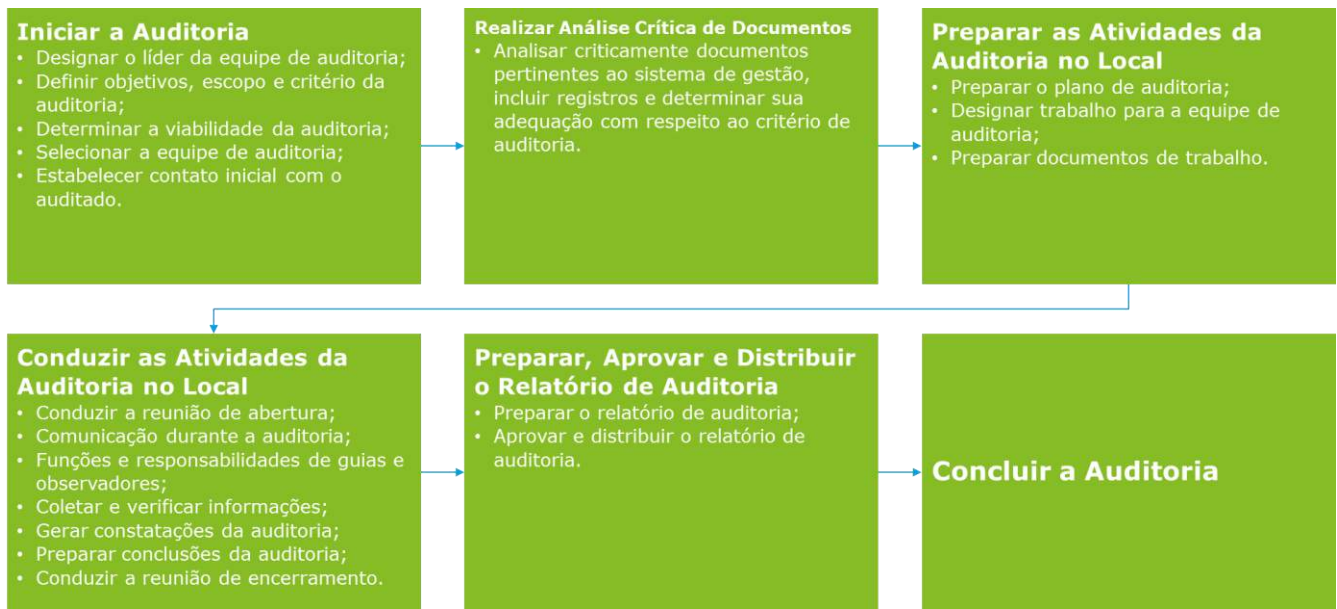 Iniciar a Auditoria
• Designar o líder da equipe de auditoria;
• Definir objetivos, escopo e critério da
auditoria;
• Determinar a viabilidade da auditoria;
• Selecionar a equipe de auditoria;
• Estabelecer contato inicial com o
auditado.
Realizar Análise Crítica de Documentos
• Analisar criticamente documentos
pertinentes ao sistema de gestão,
incluir registros e determinar sua
adequação com respeito ao critério de
auditoria.
Preparar as Atividades da
Auditoria no Local
• Preparar o plano de auditoria;
• Designar trabalho para a equipe de
auditoria;
• Preparar documentos de trabalho.
Conduzir as Atividades da
Auditoria no Local
• Conduzir a reunião de abertura;
• Comunicação durante a auditoria;
• Funções e responsabilidades de guias e
observadores;
• Coletar e verificar informações;
• Gerar constatações da auditoria;
• Preparar conclusões da auditoria;
• Conduzir a reunião de encerramento.
Preparar, Aprovar e Distribuir
o Relatório de Auditoria
• Preparar o relatório de auditoria;
• Aprovar e distribuir o relatório de
auditoria.
Concluir a Auditoria